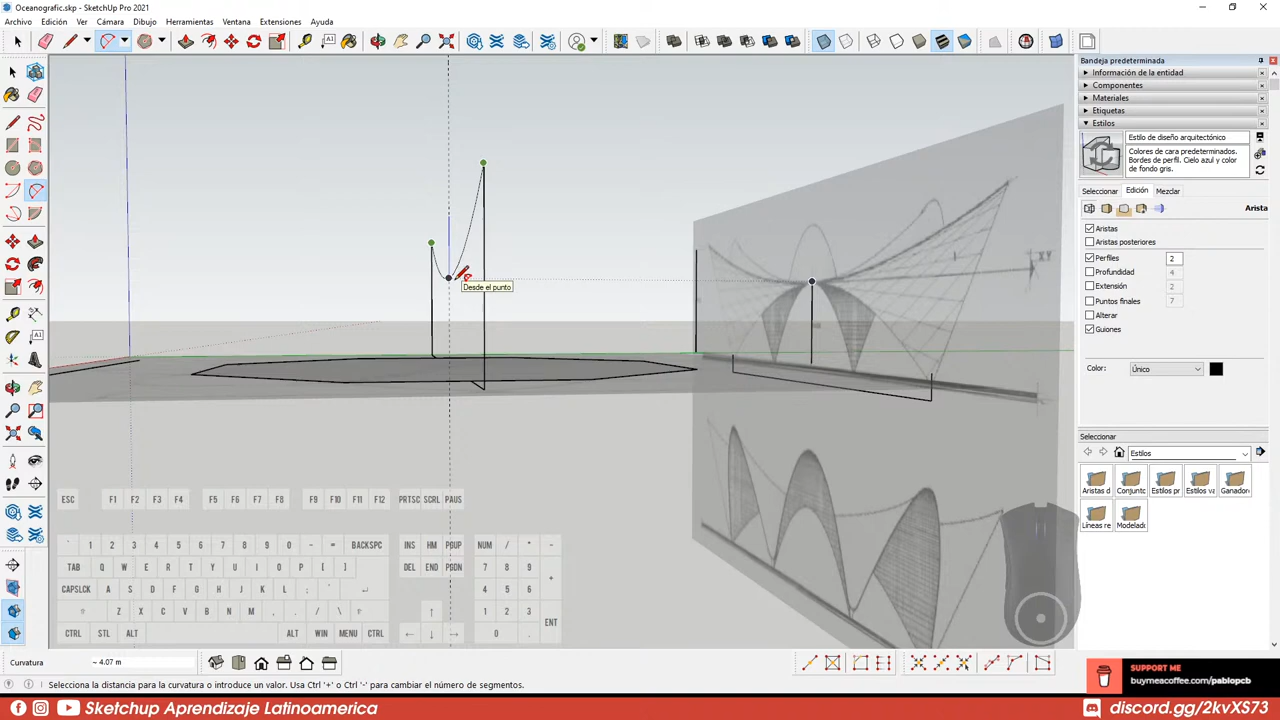 Oceanografic.skp - SketchUp Pro 2021
Archivo Edición Ver Cámara Dibujo Herramientas Ventana Extensiones Ayuda
Desde el punto
X Y
Bandeja predeterminada
Información de la entidad
Componentes
Materiales
Etiquetas
Estilos
Estilo de diseño arquitectónico
Colores de cara predeterminados.
Bordes de perfil. Cielo azul y color
de fondo gris.
Seleccionar Edición Mezclar
Arista
Aristas
Aristas posteriores
Perfiles 2
Profundidad 4
Extensión 2
Puntos finales 7
Alterar
Guiones
Color: Único
Seleccionar
Estilos
Aristas d Conjunto Estilos pr Estilos va Ganador
Líneas re Modelad
ESC F1 F2 F3 F4 F5 F6 F7 F8 F9 F10 F11 F12 PRTSC SCRL PAUS
` 1 2 3 4 5 6 7 8 9 0 - = BACKSPC INS HM PGUP NUM / * -
TAB Q W E R T Y U I O P [ ] DEL END PGDN 7 8 9 +
CAPSLCK A S D F G H J K L ; ' 4 5 6
Z X C V B N M , . / \ 1 2 3 ENT
CTRL STL ALT ALT WIN MENU CTRL 0 .
Curvatura ~ 4.07 m
Selecciona la distancia para la curvatura o introduce un valor. Usa Ctrl '+' o Ctrl '-' para cambiar el número de segmentos.
SUPPORT ME
buymeacoffee.com/pablopcb
Sketchup Aprendizaje Latinoamerica
discord.gg/2kvXS73